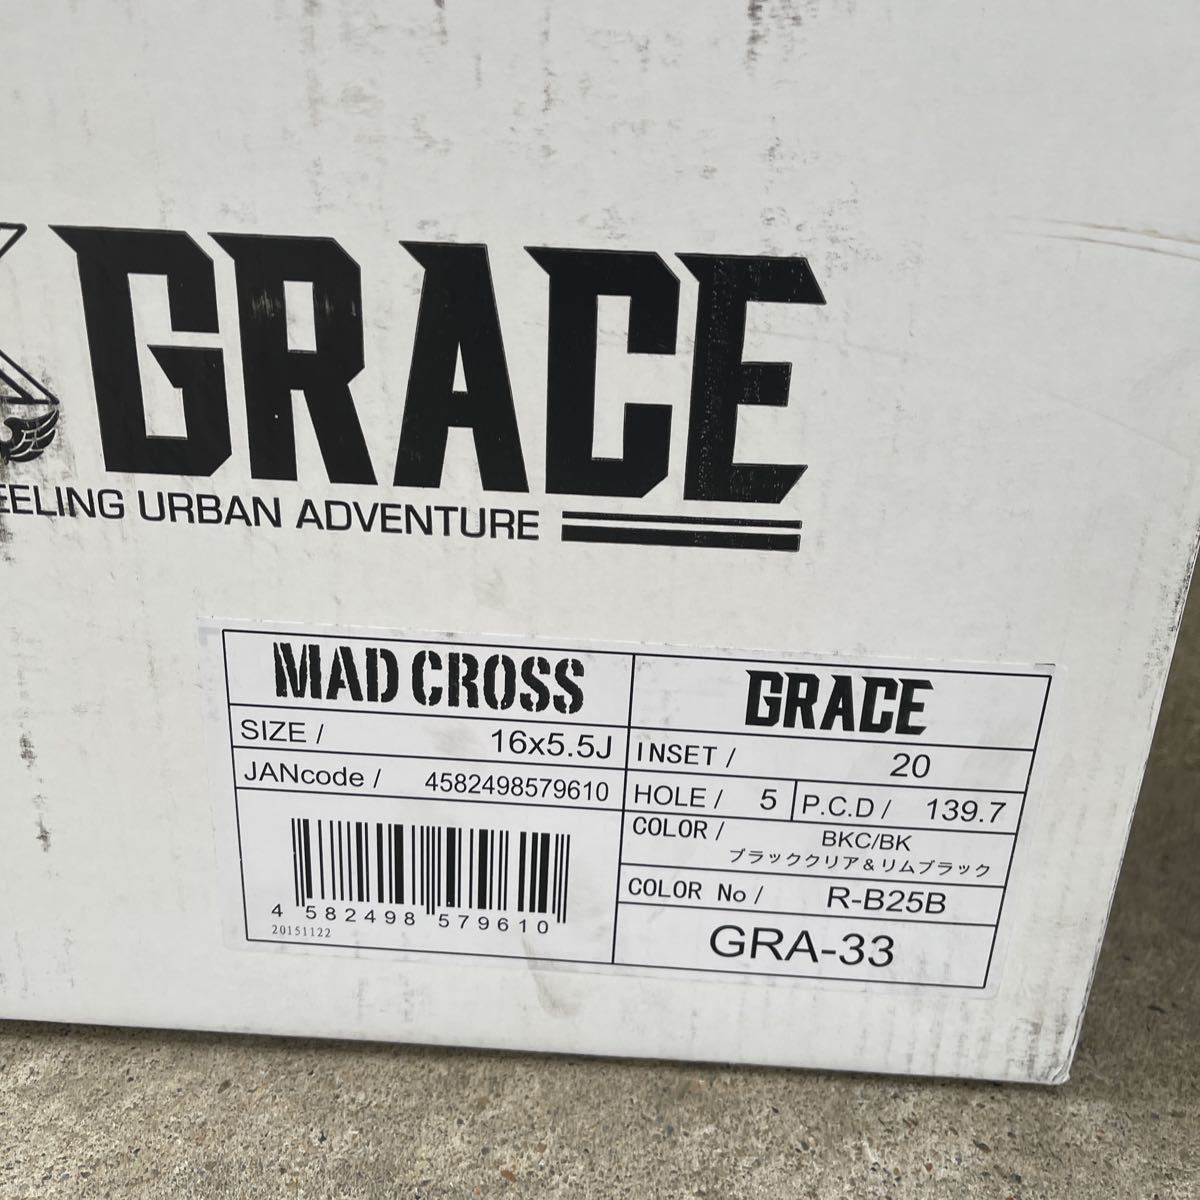 GRACE
EELING URBAN ADVENTURE
MAD CROSS
GRACE
SIZE / 16x5.5J
INSET / 20
JANcode / 4582498579610
HOLE / 5 P.C.D / 139.7
COLOR / BKC/BK
ブラッククリア＆リムブラック
COLOR No / R-B25B
4 582498 579610
20151122
GRA-33